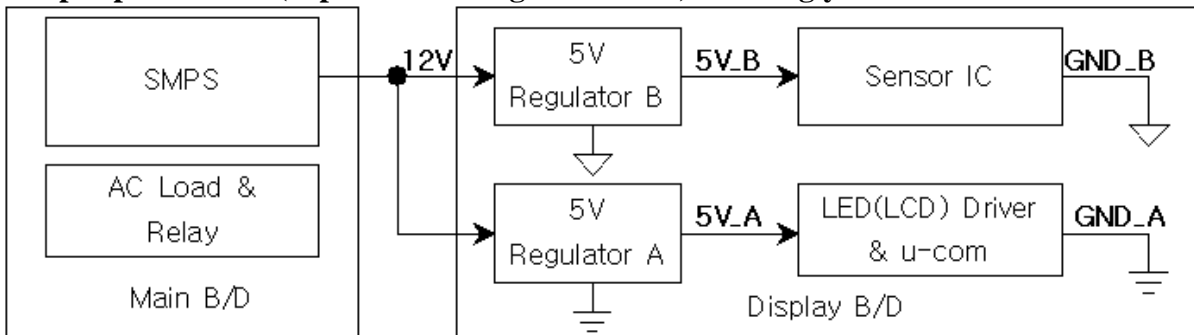 SMPS
AC Load &
Relay
Main B/D
12V
5V
Regulator B
5V_B
Sensor IC
GND_B
5V
Regulator A
5V_A
LED(LCD) Driver
& u-com
GND_A
Display B/D